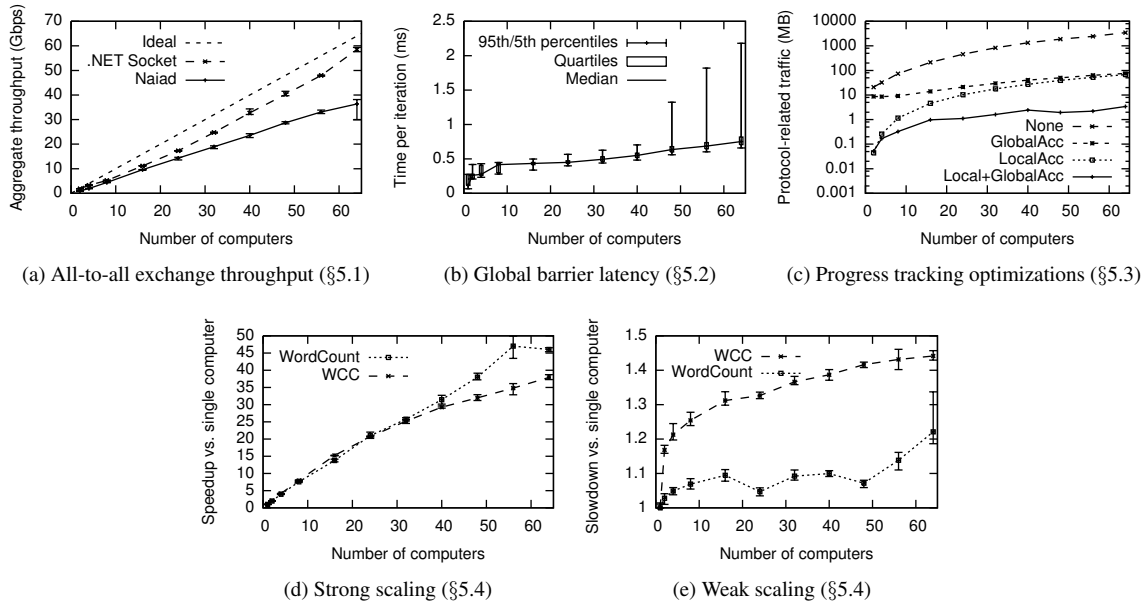 Aggregate throughput (Gbps)
70
60
50
40
30
20
10
0
Ideal
.NET Socket
Naiad
0 10 20 30 40 50 60
Number of computers
(a) All-to-all exchange throughput (§5.1)
Time per iteration (ms)
2.5
2
1.5
1
0.5
0
95th/5th percentiles
Quartiles
Median
0 10 20 30 40 50 60
Number of computers
(b) Global barrier latency (§5.2)
Protocol-related traffic (MB)
10000
1000
100
10
1
0.1
0.01
0.001
None
GlobalAcc
LocalAcc
Local+GlobalAcc
0 10 20 30 40 50 60
Number of computers
(c) Progress tracking optimizations (§5.3)
Speedup vs. single computer
50
45
40
35
30
25
20
15
10
5
0
WordCount
WCC
0 10 20 30 40 50 60
Number of computers
(d) Strong scaling (§5.4)
Slowdown vs. single computer
1.5
1.4
1.3
1.2
1.1
1
WCC
WordCount
0 10 20 30 40 50 60
Number of computers
(e) Weak scaling (§5.4)